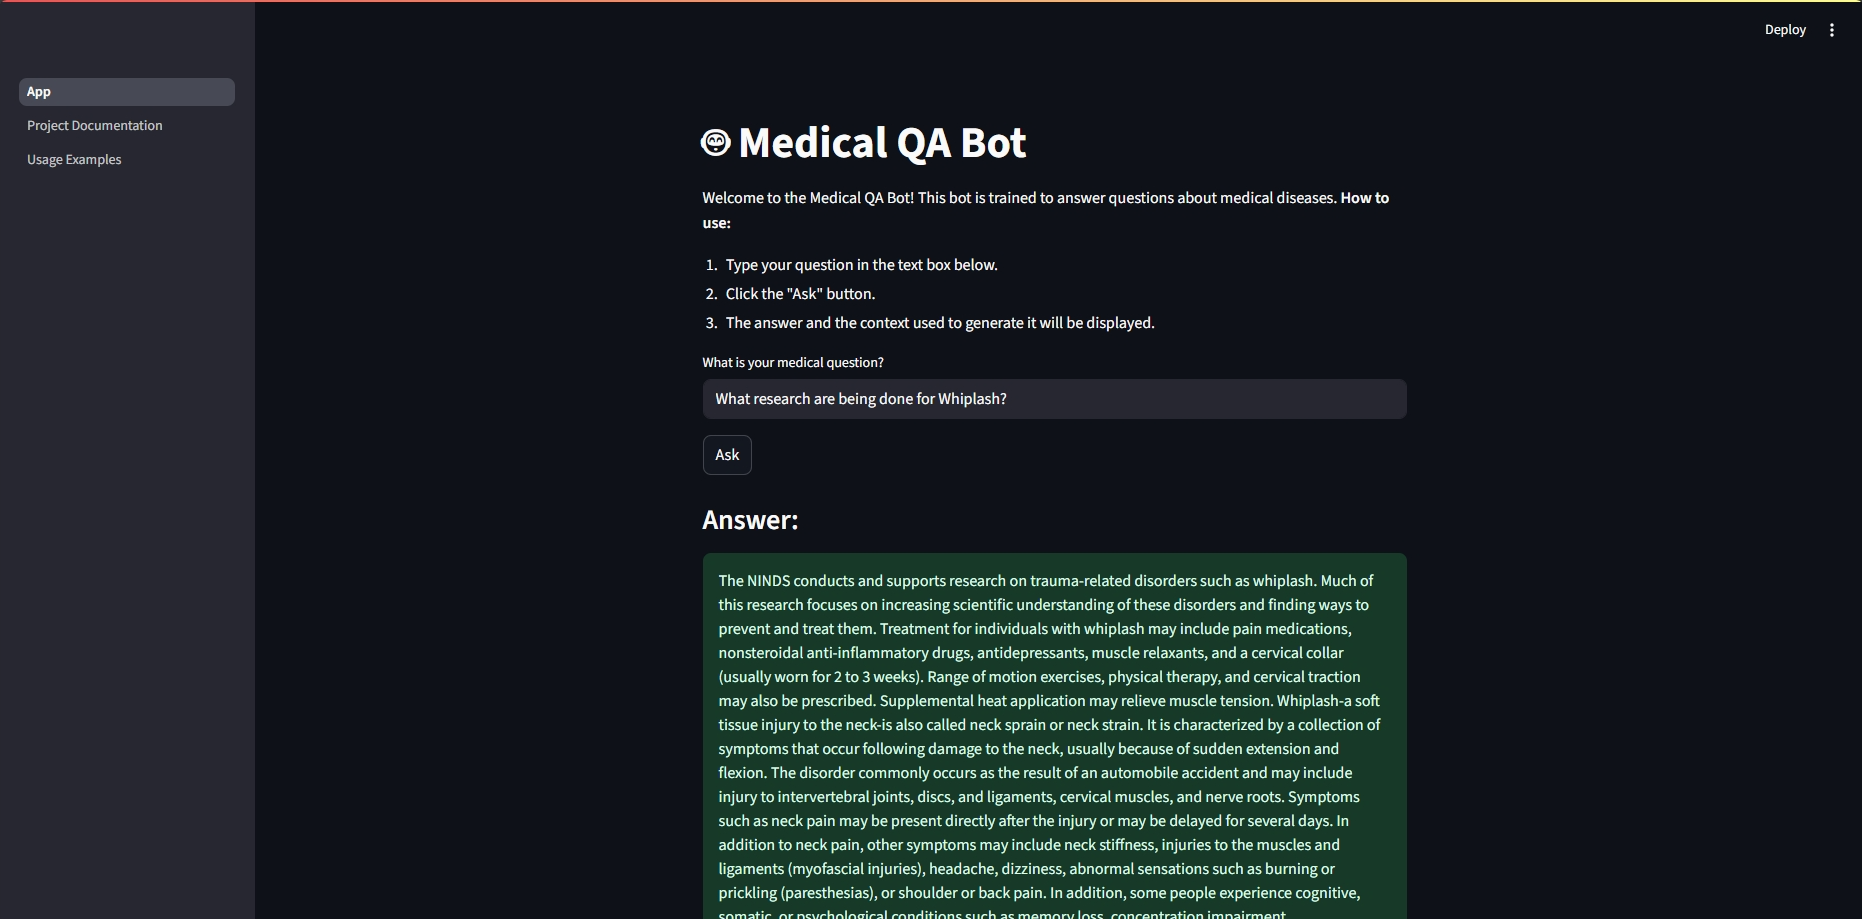 Deploy
App
Project Documentation
Usage Examples
Medical QA Bot
Welcome to the Medical QA Bot! This bot is trained to answer questions about medical diseases. How to
use:
1. Type your question in the text box below.
2. Click the "Ask" button.
3. The answer and the context used to generate it will be displayed.
What is your medical question?
What research are being done for Whiplash?
Ask
Answer:
The NINDS conducts and supports research on trauma-related disorders such as whiplash. Much of
this research focuses on increasing scientific understanding of these disorders and finding ways to
prevent and treat them. Treatment for individuals with whiplash may include pain medications,
nonsteroidal anti-inflammatory drugs, antidepressants, muscle relaxants, and a cervical collar
(usually worn for 2 to 3 weeks). Range of motion exercises, physical therapy, and cervical traction
may also be prescribed. Supplemental heat application may relieve muscle tension. Whiplash-a soft
tissue injury to the neck-is also called neck sprain or neck strain. It is characterized by a collection of
symptoms that occur following damage to the neck, usually because of sudden extension and
flexion. The disorder commonly occurs as the result of an automobile accident and may include
injury to intervertebral joints, discs, and ligaments, cervical muscles, and nerve roots. Symptoms
such as neck pain may be present directly after the injury or may be delayed for several days. In
addition to neck pain, other symptoms may include neck stiffness, injuries to the muscles and
ligaments (myofascial injuries), headache, dizziness, abnormal sensations such as burning or
prickling (paresthesias), or shoulder or back pain. In addition, some people experience cognitive,
somatic, or psychological conditions such as memory loss, concentration impairment,